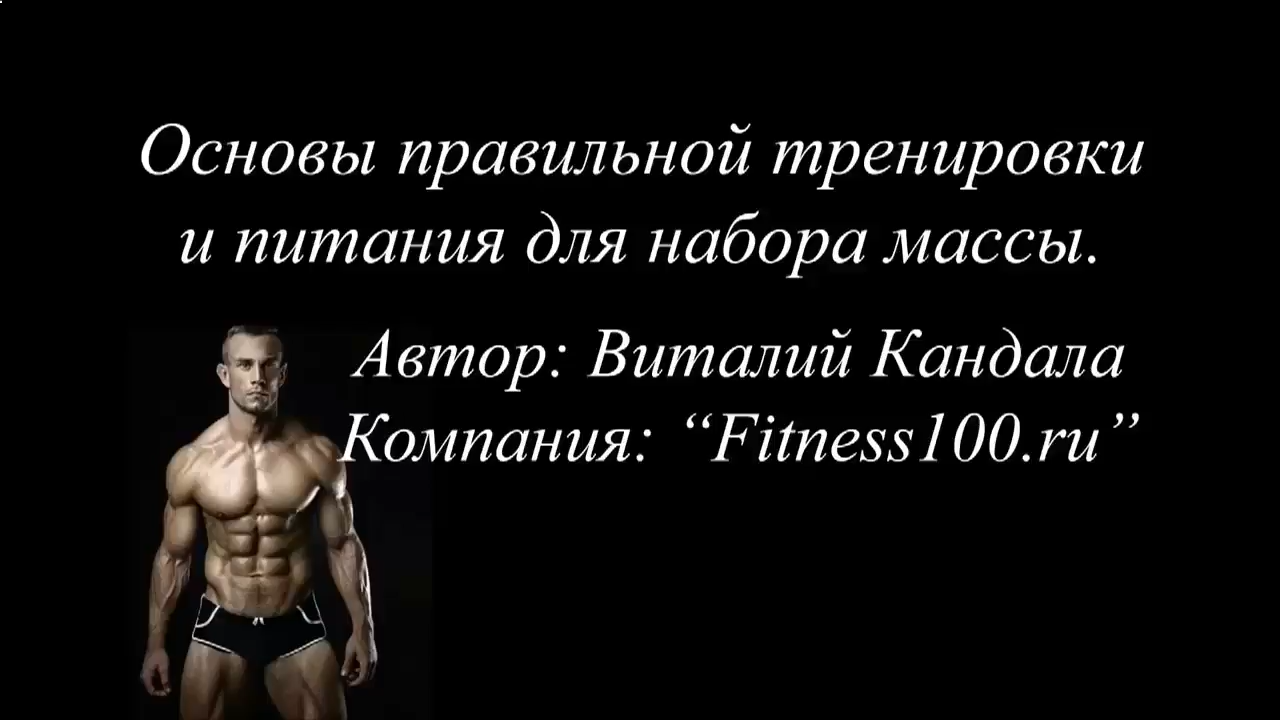 Основы правильной тренировки
и питания для набора массы.
Автор: Виталий Кандала
Компания: “Fitness100.ru”